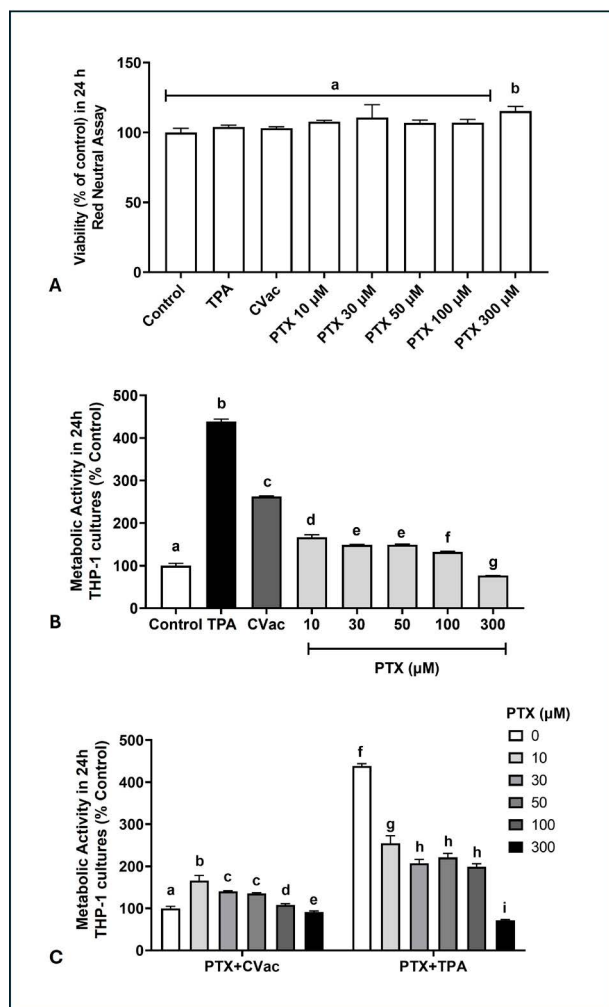 Viability (% of control) in 24 h
Red Neutral Assay
150
100
50
0
a
b
Control
TPA
CVac
PTX 10 µM
PTX 30 µM
PTX 50 µM
PTX 100 µM
PTX 300 µM
A
Metabolic Activity in 24h
THP-1 cultures (% Control)
500
400
300
200
100
0
a
b
c
d
e
e
f
g
Control TPA CVac 10 30 50 100 300
PTX (µM)
B
Metabolic Activity in 24h
THP-1 cultures (% Control)
500
400
300
200
100
0
a
b
c
c
d
e
f
g
h
h
h
i
PTX+CVac PTX+TPA
PTX (µM)
0
10
30
50
100
300
C